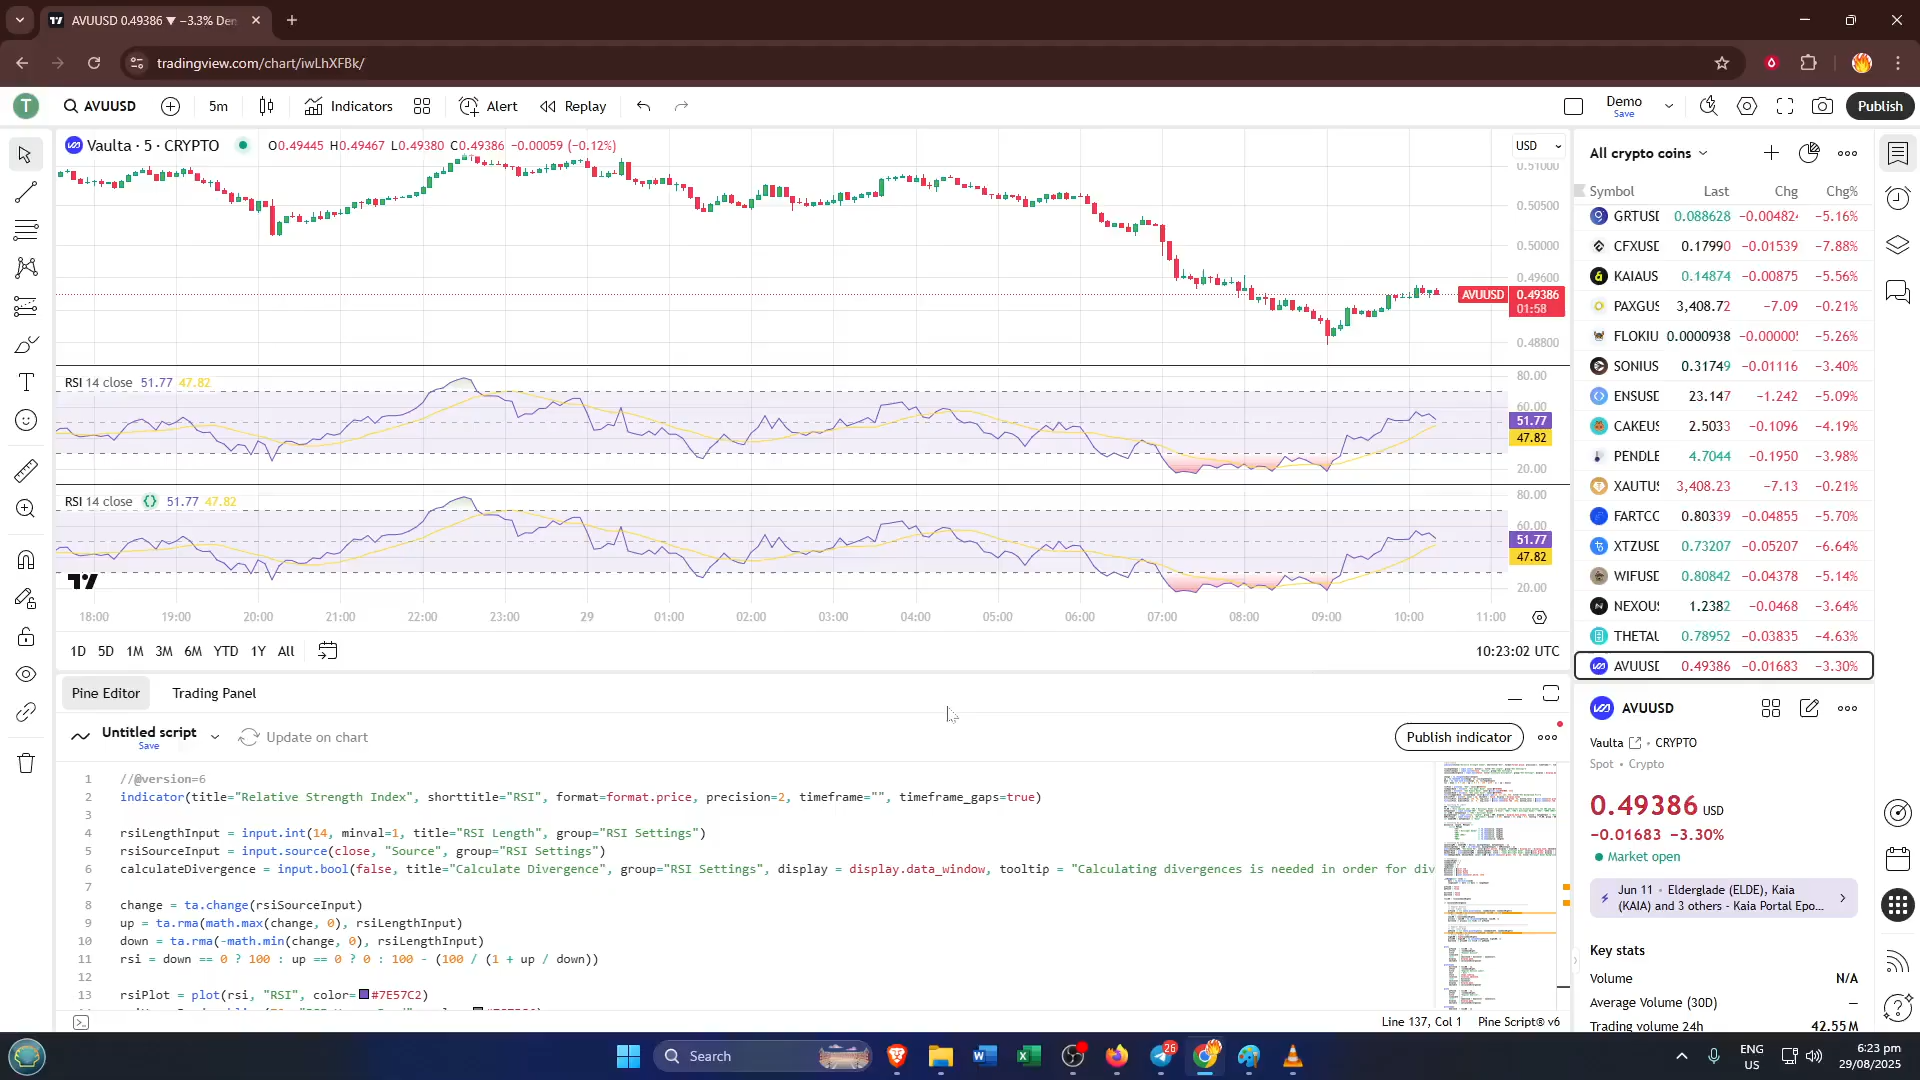 AVUUSD 0.49386 ▼ −3.3% Den
tradingview.com/chart/iwLhXFBk/
T
AVUUSD
5m
Indicators
Alert
Replay
Demo
Save
Publish
Vaulta · 5 · CRYPTO
O0.49445 H0.49467 L0.49380 C0.49386 −0.00059 (−0.12%)
USD
0.51000
0.50500
0.50000
0.49600
AVUUSD 0.49386
01:58
0.48800
RSI 14 close 51.77 47.82
80.00
60.00
51.77
47.82
20.00
RSI 14 close {} 51.77 47.82
80.00
60.00
51.77
47.82
20.00
18:00 19:00 20:00 21:00 22:00 23:00 29 01:00 02:00 03:00 04:00 05:00 06:00 07:00 08:00 09:00 10:00 11:00
1D 5D 1M 3M 6M YTD 1Y All
10:23:02 UTC
Pine Editor Trading Panel
Untitled script
Save
Update on chart
Publish indicator
1 //@version=6
2 indicator(title="Relative Strength Index", shorttitle="RSI", format=format.price, precision=2, timeframe="", timeframe_gaps=true)
3
4 rsiLengthInput = input.int(14, minval=1, title="RSI Length", group="RSI Settings")
5 rsiSourceInput = input.source(close, "Source", group="RSI Settings")
6 calculateDivergence = input.bool(false, title="Calculate Divergence", group="RSI Settings", display = display.data_window, tooltip = "Calculating divergences is needed in order for div
7
8 change = ta.change(rsiSourceInput)
9 up = ta.rma(math.max(change, 0), rsiLengthInput)
10 down = ta.rma(-math.min(change, 0), rsiLengthInput)
11 rsi = down == 0 ? 100 : up == 0 ? 0 : 100 - (100 / (1 + up / down))
12
13 rsiPlot = plot(rsi, "RSI", color=#7E57C2)
Line 137, Col 1 Pine Script® v6
All crypto coins
Symbol Last Chg Chg%
GRTUSD 0.088628 −0.004824 −5.16%
CFXUSD 0.17990 −0.01539 −7.88%
KAIAUS 0.14874 −0.00875 −5.56%
PAXGUS 3,408.72 −7.09 −0.21%
FLOKIU 0.0000938 −0.00000 −5.26%
SONIUS 0.31749 −0.01116 −3.40%
ENSUSD 23.147 −1.242 −5.09%
CAKEUS 2.5033 −0.1096 −4.19%
PENDLE 4.7044 −0.1950 −3.98%
XAUTUS 3,408.23 −7.13 −0.21%
FARTCC 0.80339 −0.04855 −5.70%
XTZUSD 0.73207 −0.05207 −6.64%
WIFUSD 0.80842 −0.04378 −5.14%
NEXOUS 1.2382 −0.0468 −3.64%
THETAU 0.78952 −0.03835 −4.63%
AVUUSD 0.49386 −0.01683 −3.30%
AVUUSD
Vaulta • CRYPTO
Spot • Crypto
0.49386 USD
−0.01683 −3.30%
Market open
Jun 11 • Elderglade (ELDE), Kaia
(KAIA) and 3 others - Kaia Portal Epo...
Key stats
Volume N/A
Average Volume (30D) —
Trading volume 24h 42.55 M
Search
26
ENG
US
6:23 pm
29/08/2025